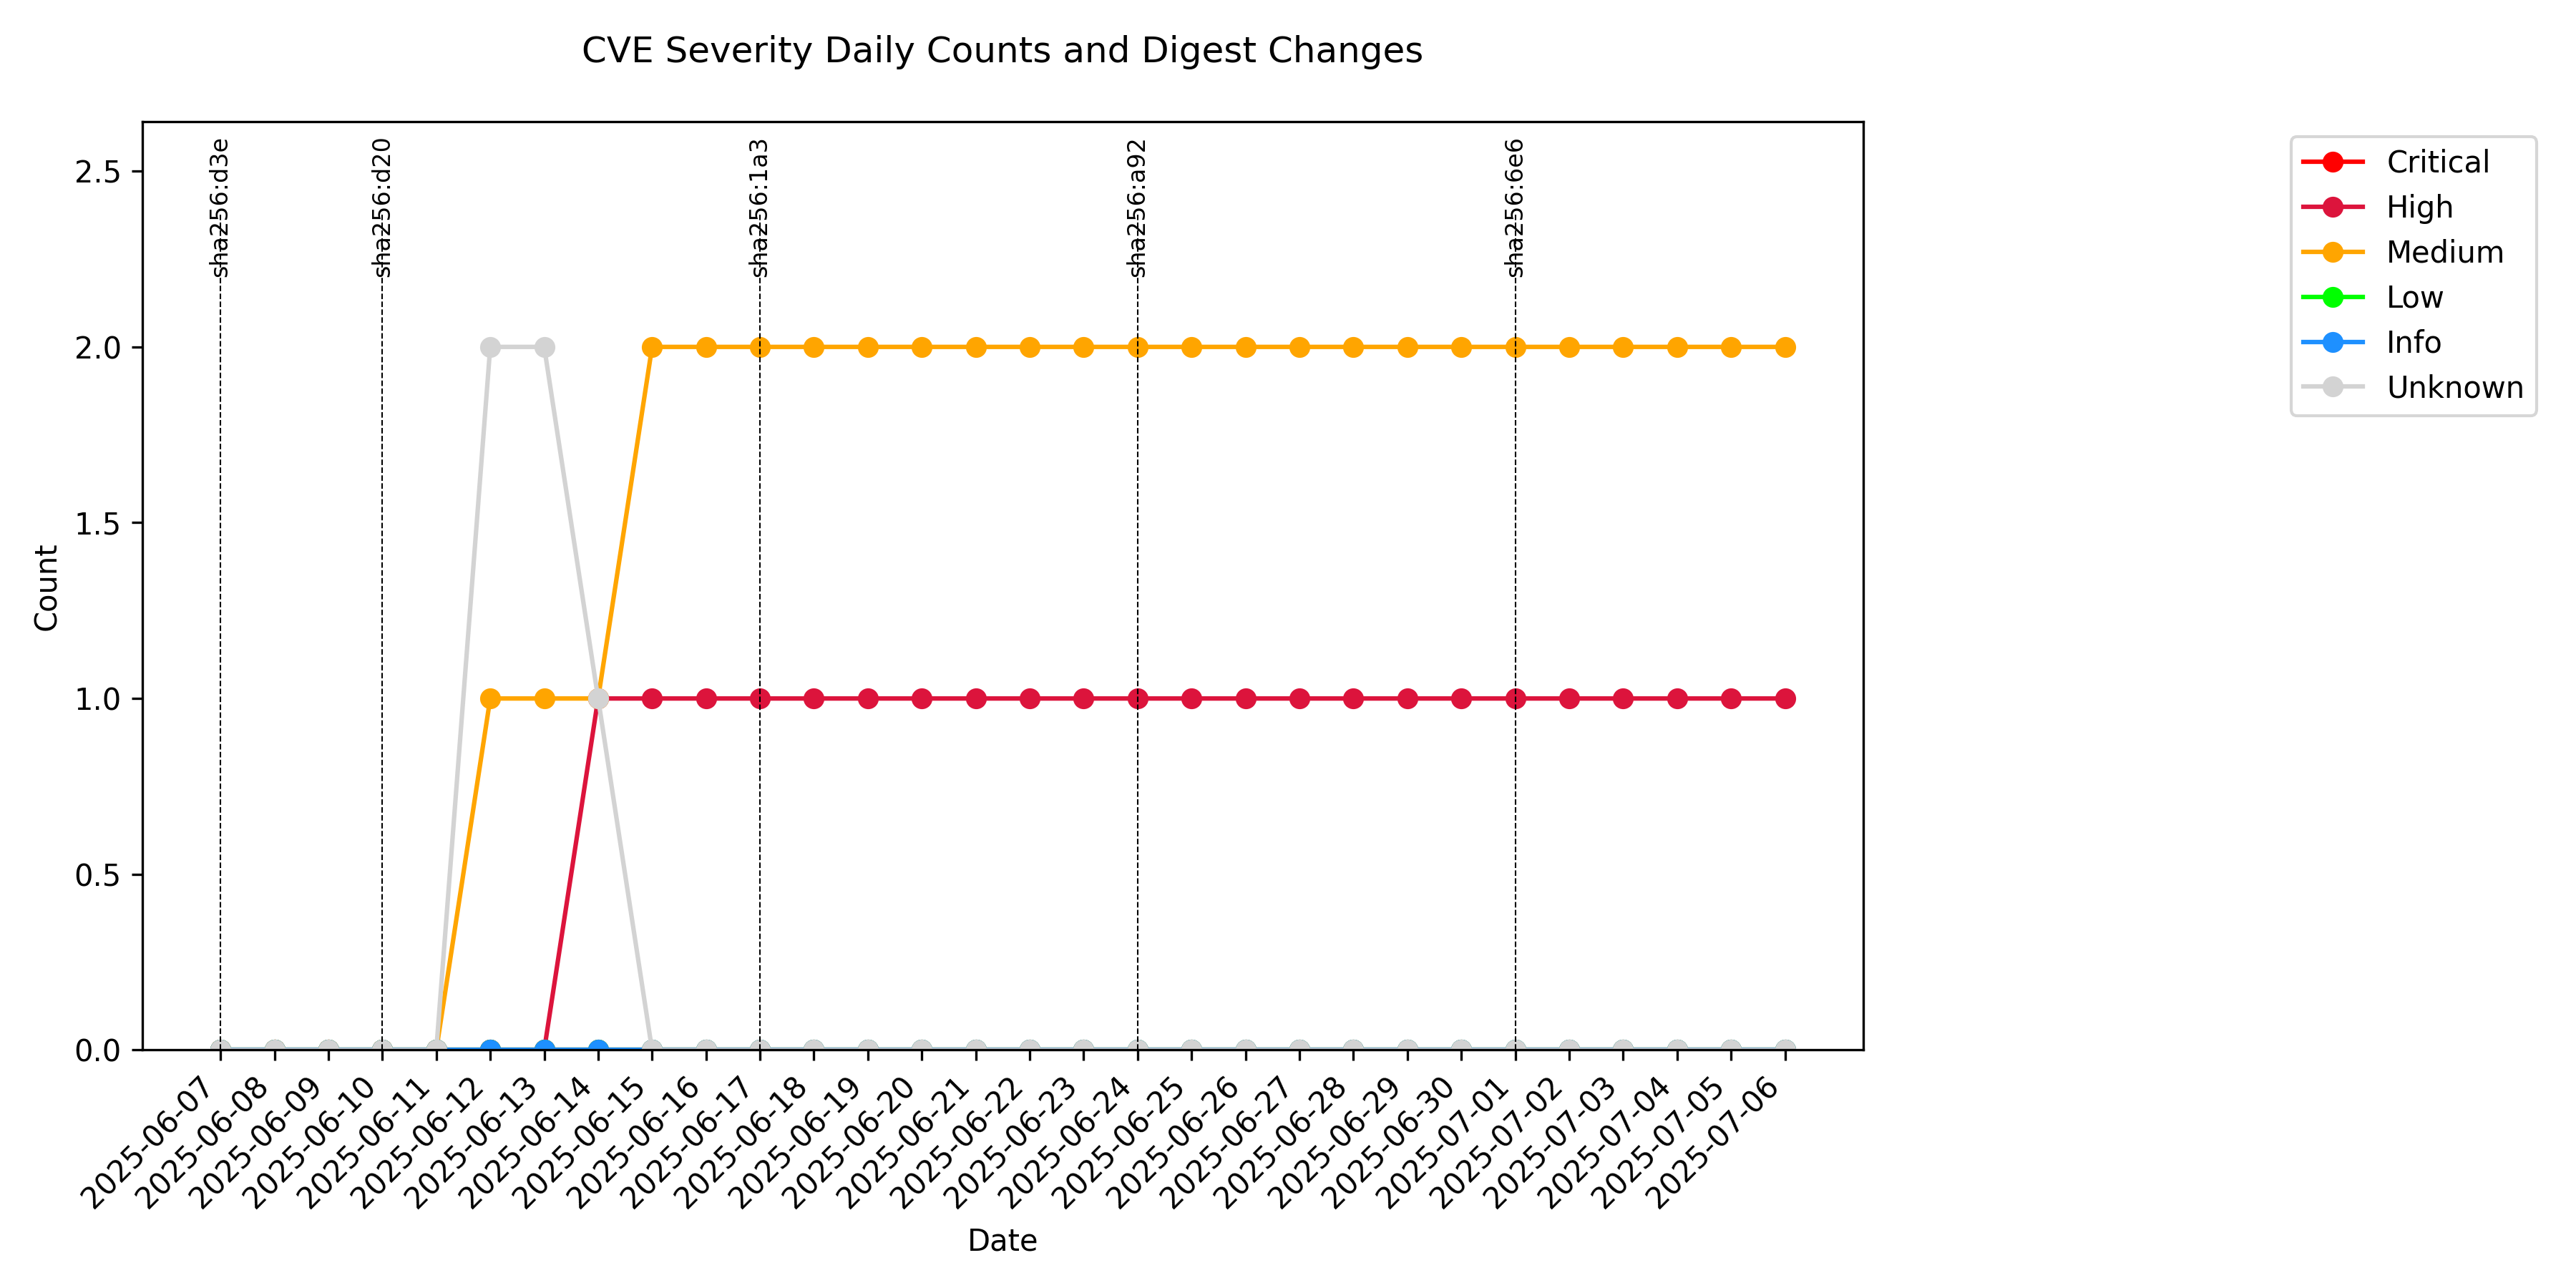 CVE Severity Daily Counts and Digest Changes
sha256:d3e
sha256:d20
sha256:1a3
sha256:a92
sha256:6e6
Critical
High
Medium
Low
Info
Unknown
2.5
2.0
1.5
1.0
0.5
0.0
Count
2025-06-07
2025-06-08
2025-06-09
2025-06-10
2025-06-11
2025-06-12
2025-06-13
2025-06-14
2025-06-15
2025-06-16
2025-06-17
2025-06-18
2025-06-19
2025-06-20
2025-06-21
2025-06-22
2025-06-23
2025-06-24
2025-06-25
2025-06-26
2025-06-27
2025-06-28
2025-06-29
2025-06-30
2025-07-01
2025-07-02
2025-07-03
2025-07-04
2025-07-05
2025-07-06
Date